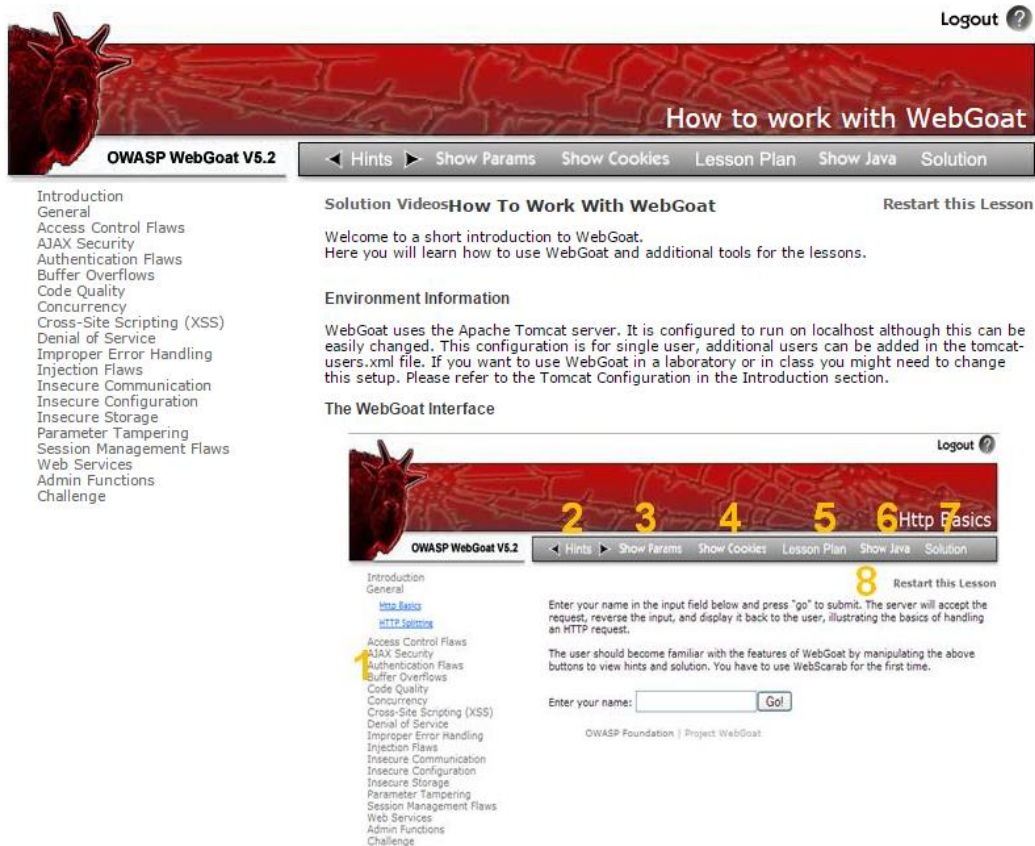 Logout ?
How to work with WebGoat
OWASP WebGoat V5.2
Hints Show Params Show Cookies Lesson Plan Show Java Solution
Introduction
General
Access Control Flaws
AJAX Security
Authentication Flaws
Buffer Overflows
Code Quality
Concurrency
Cross-Site Scripting (XSS)
Denial of Service
Improper Error Handling
Injection Flaws
Insecure Communication
Insecure Configuration
Insecure Storage
Parameter Tampering
Session Management Flaws
Web Services
Admin Functions
Challenge
Solution Videos How To Work With WebGoat Restart this Lesson
Welcome to a short introduction to WebGoat.
Here you will learn how to use WebGoat and additional tools for the lessons.
Environment Information
WebGoat uses the Apache Tomcat server. It is configured to run on localhost although this can be
easily changed. This configuration is for single user, additional users can be added in the tomcat-
users.xml file. If you want to use WebGoat in a laboratory or in class you might need to change
this setup. Please refer to the Tomcat Configuration in the Introduction section.
The WebGoat Interface
Logout ?
2 3 4 5 6 7
Http Basics
OWASP WebGoat V5.2
Hints Show Params Show Cookies Lesson Plan Show Java Solution
8
Restart this Lesson
Introduction
General
Http Basics
HTTP Splitting
Access Control Flaws
AJAX Security
1
Authentication Flaws
Buffer Overflows
Code Quality
Concurrency
Cross-Site Scripting (XSS)
Denial of Service
Improper Error Handling
Injection Flaws
Insecure Communication
Insecure Configuration
Insecure Storage
Parameter Tampering
Session Management Flaws
Web Services
Admin Functions
Challenge
Enter your name in the input field below and press "go" to submit. The server will accept the
request, reverse the input, and display it back to the user, illustrating the basics of handling
an HTTP request.
The user should become familiar with the features of WebGoat by manipulating the above
buttons to view hints and solution. You have to use WebScarab for the first time.
Enter your name: Go!
OWASP Foundation | Project WebGoat